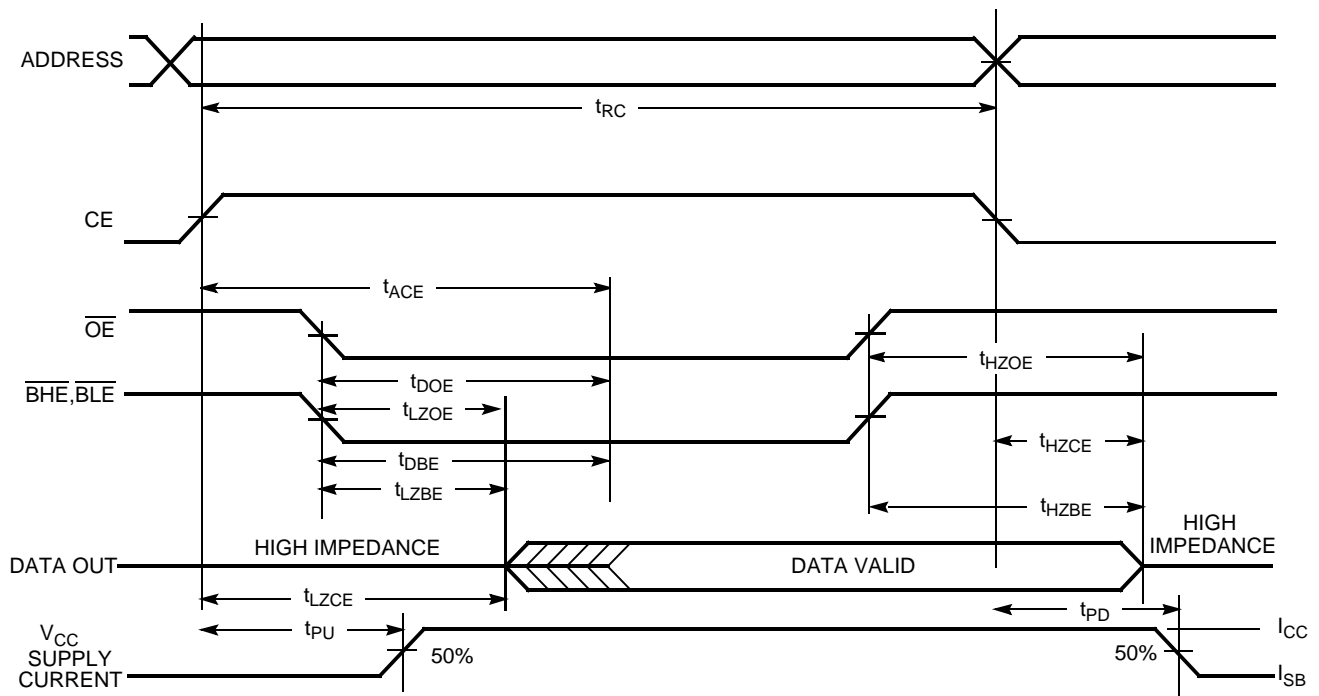 ADDRESS
tRC
CE
tACE
OE
tHZOE
tDOE
BHE,BLE
tLZOE
tHZCE
tDBE
tLZBE
tHZBE
HIGH IMPEDANCE
HIGH
IMPEDANCE
DATA OUT
DATA VALID
tLZCE
tPD
tPU
VCC
SUPPLY
CURRENT
50%
50%
ICC
ISB